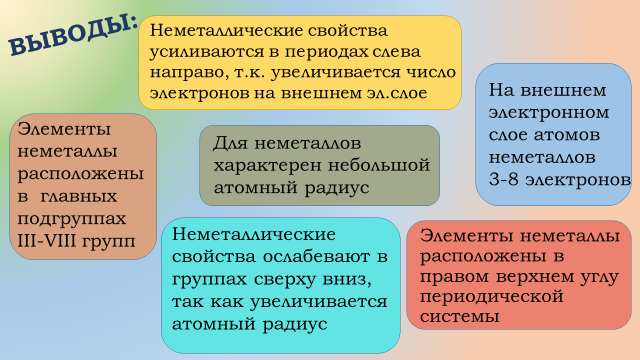 ВЫВОДЫ:
Неметаллические свойства
усиливаются в периодах слева
направо, т.к. увеличивается число
электронов на внешнем эл.слое
На внешнем
электронном
слое атомов
неметаллов
3-8 электронов
Элементы
неметаллы
расположены
в главных
подгруппах
III-VIII групп
Для неметаллов
характерен небольшой
атомный радиус
Неметаллические
свойства ослабевают в
группах сверху вниз,
так как увеличивается
атомный радиус
Элементы неметаллы
расположены в
правом верхнем углу
периодической
системы